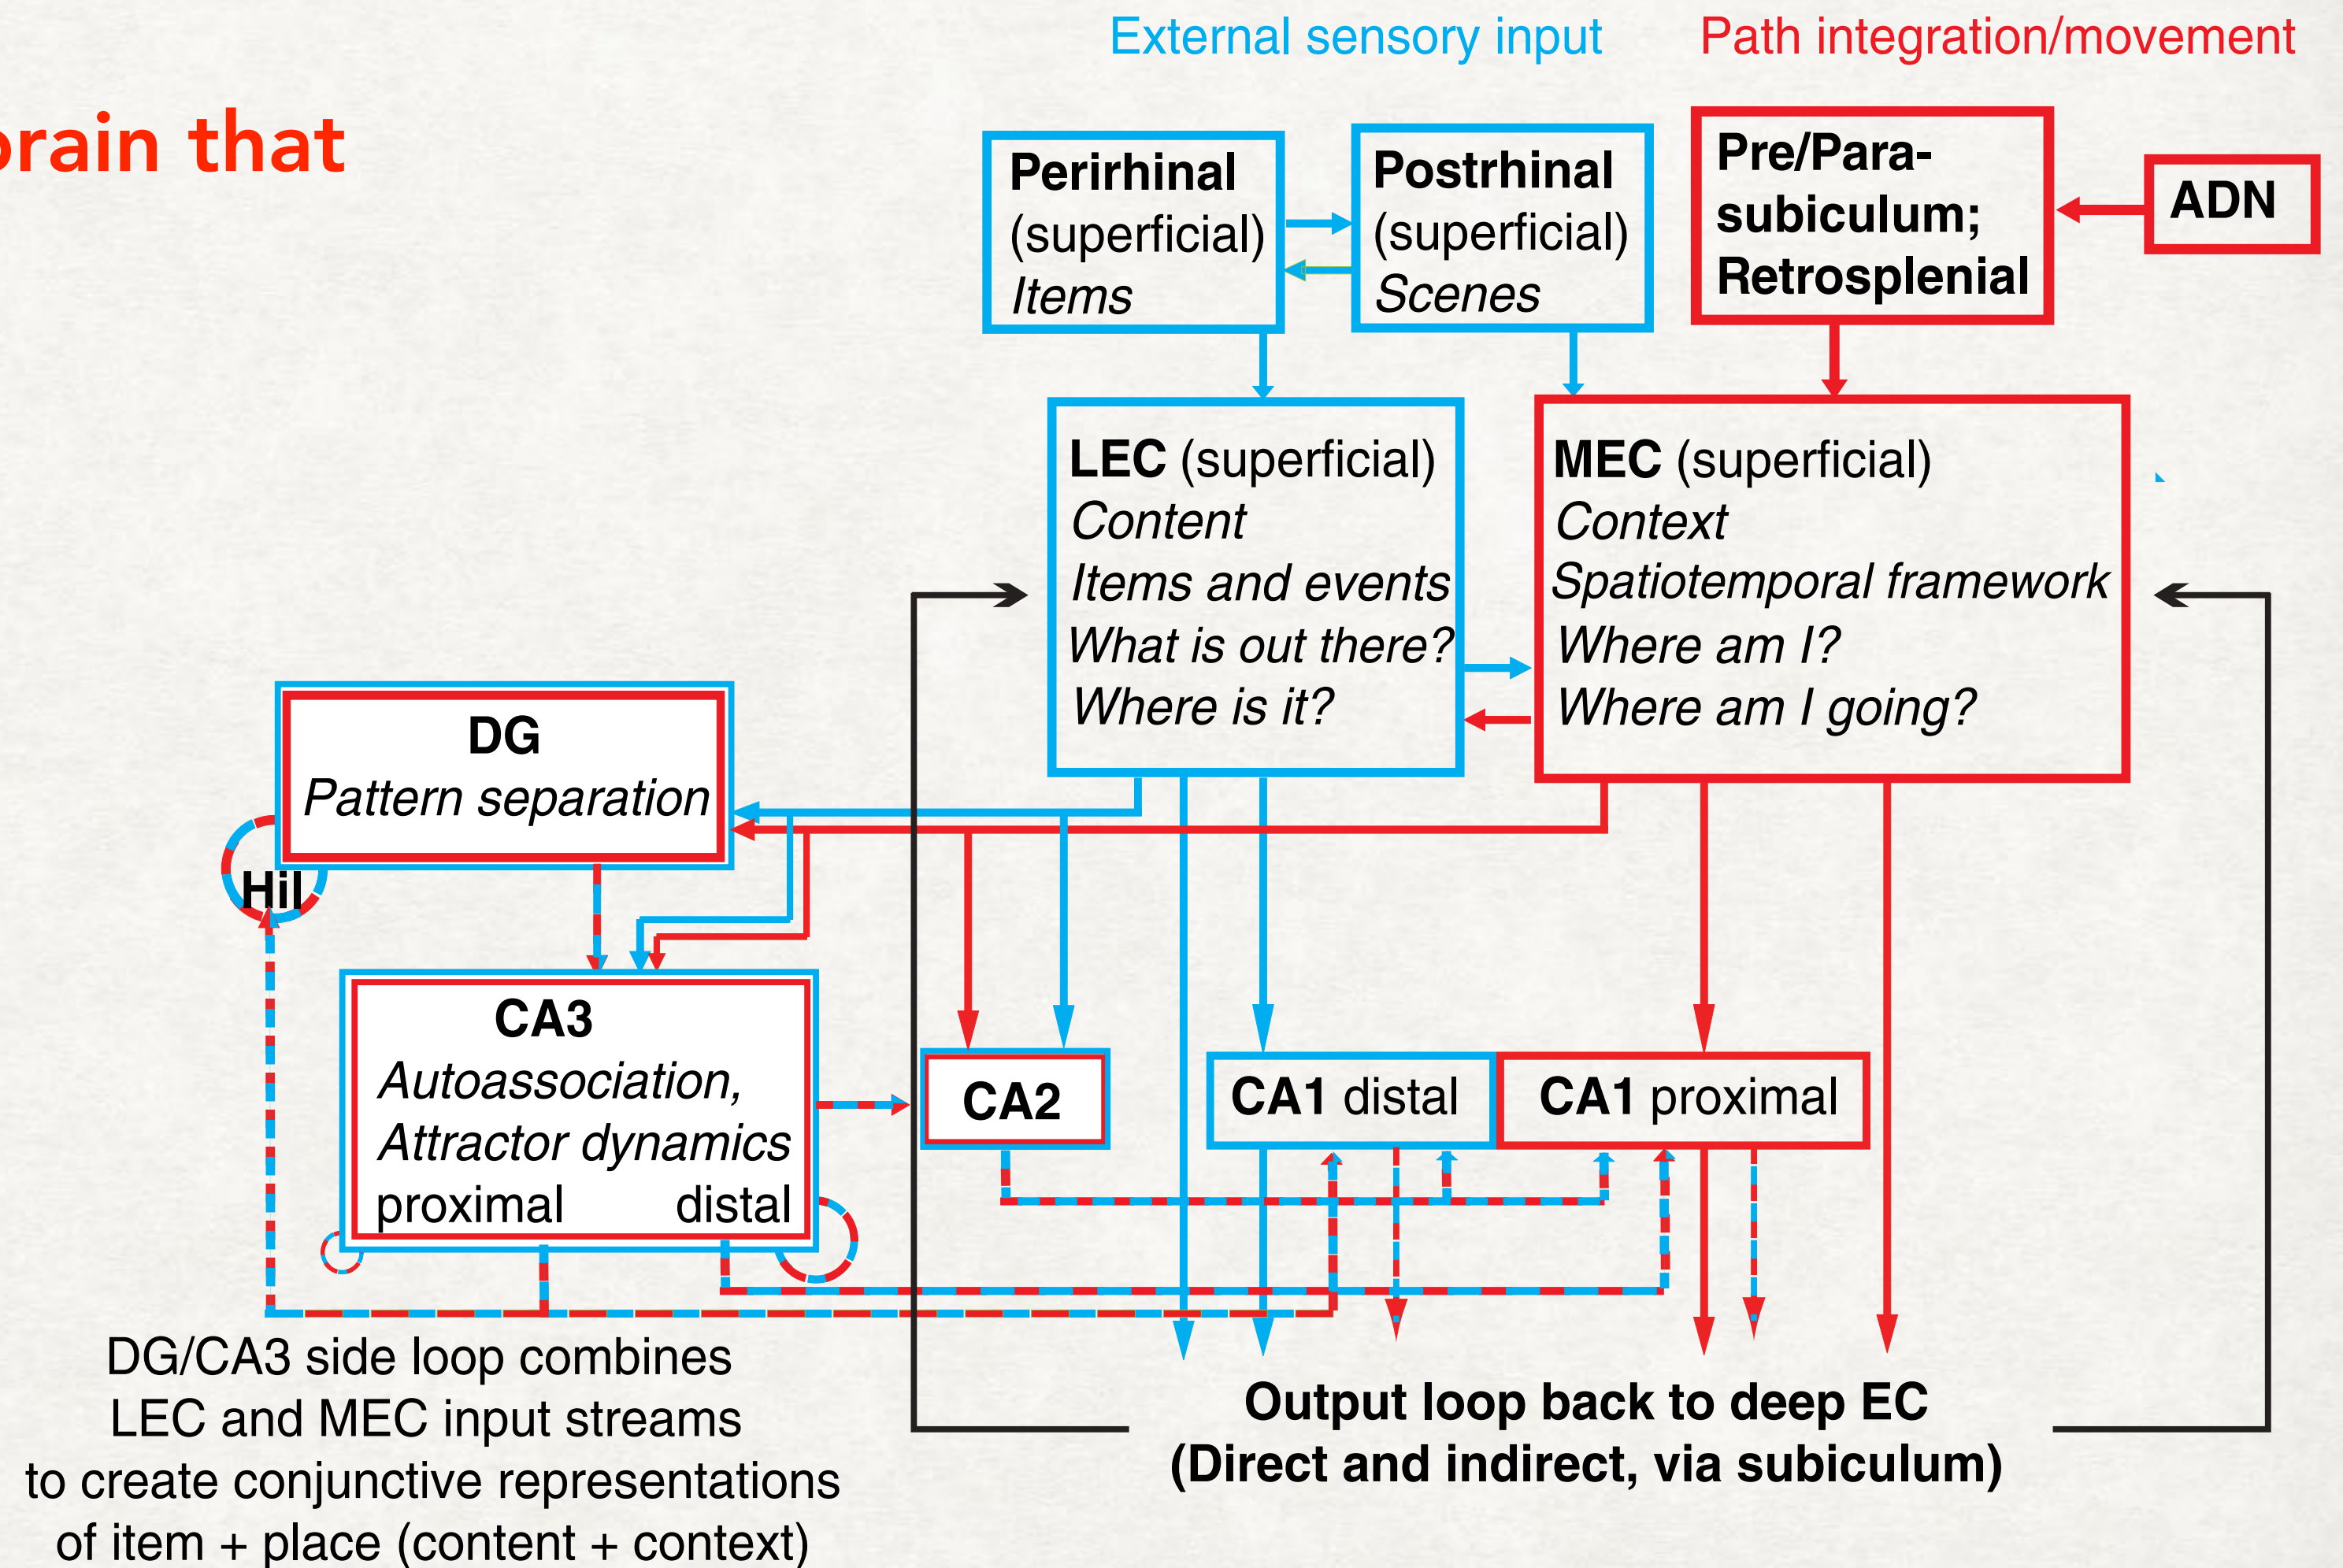 External sensory input
Path integration/movement
brain that
Perirhinal
(superficial)
Items
Postrhinal
(superficial)
Scenes
Pre/Para-
subiculum;
Retrosplenial
ADN
LEC (superficial)
Content
Items and events
What is out there?
Where is it?
MEC (superficial)
Context
Spatiotemporal framework
Where am I?
Where am I going?
DG
Pattern separation
Hil
CA3
Autoassociation,
Attractor dynamics
proximal distal
CA2
CA1 distal
CA1 proximal
DG/CA3 side loop combines
LEC and MEC input streams
to create conjunctive representations
of item + place (content + context)
Output loop back to deep EC
(Direct and indirect, via subiculum)